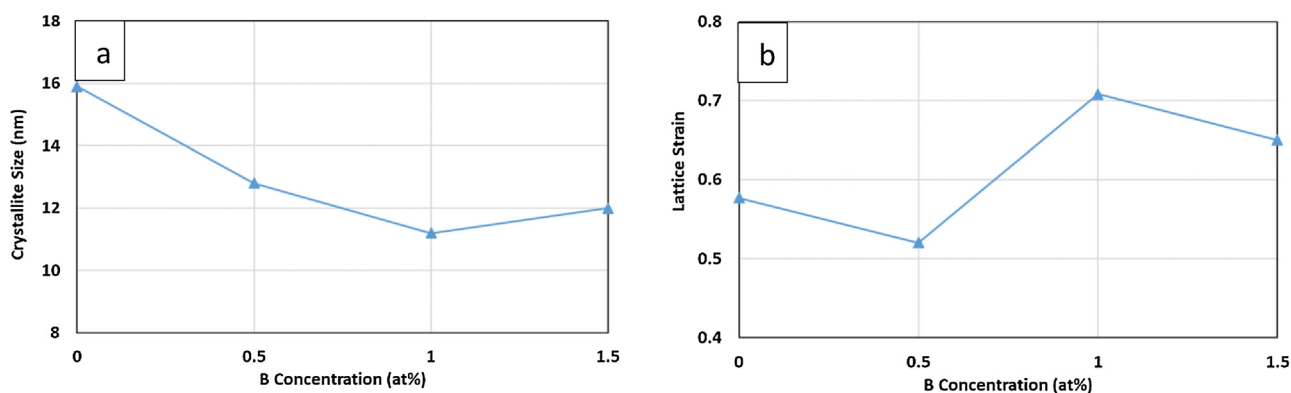 a
18
16
14
12
10
8
Crystallite Size (nm)
0 0.5 1 1.5
B Concentration (at%)
b
0.8
0.7
0.6
0.5
0.4
Lattice Strain
0 0.5 1 1.5
B Concentration (at%)